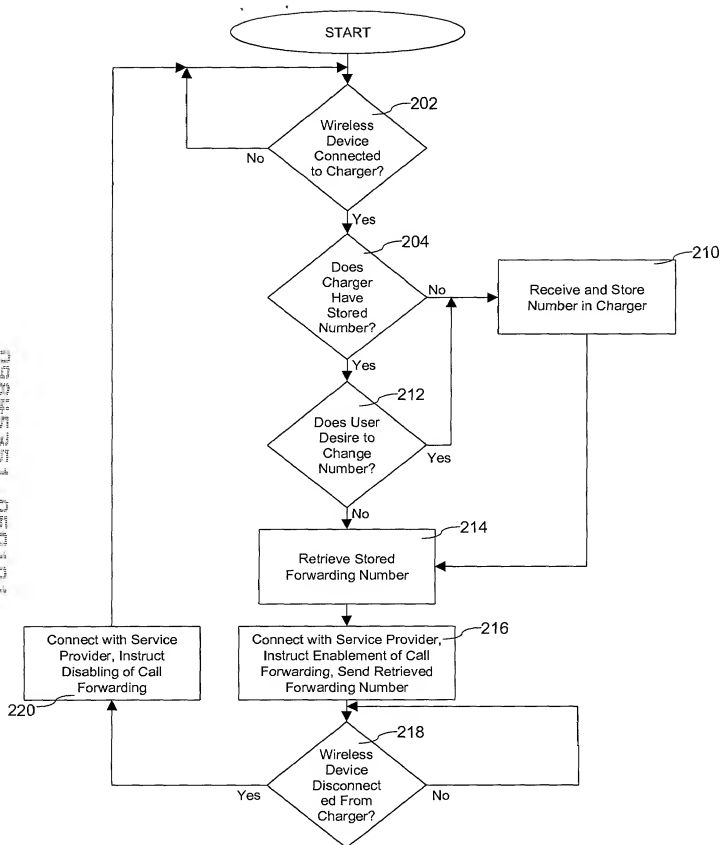 START
202
Wireless
Device
Connected
to Charger?
No
Yes
204
Does
Charger
Have
Stored
Number?
No
210
Receive and Store
Number in Charger
Yes
212
Does User
Desire to
Change
Number?
Yes
No
214
Retrieve Stored
Forwarding Number
Connect with Service
Provider, Instruct
Disabling of Call
Forwarding
220
Connect with Service Provider,
Instruct Enablement of Call
Forwarding, Send Retrieved
Forwarding Number
216
218
Wireless
Device
Disconnect
ed From
Charger?
Yes
No